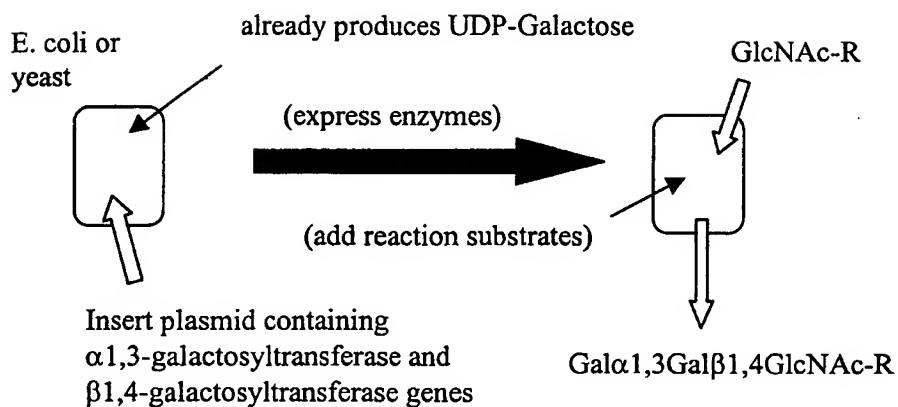 E. coli or
yeast
already produces UDP-Galactose
GlcNAc-R
(express enzymes)
(add reaction substrates)
Insert plasmid containing
α1,3-galactosyltransferase and
β1,4-galactosyltransferase genes
Galα1,3Galβ1,4GlcNAc-R